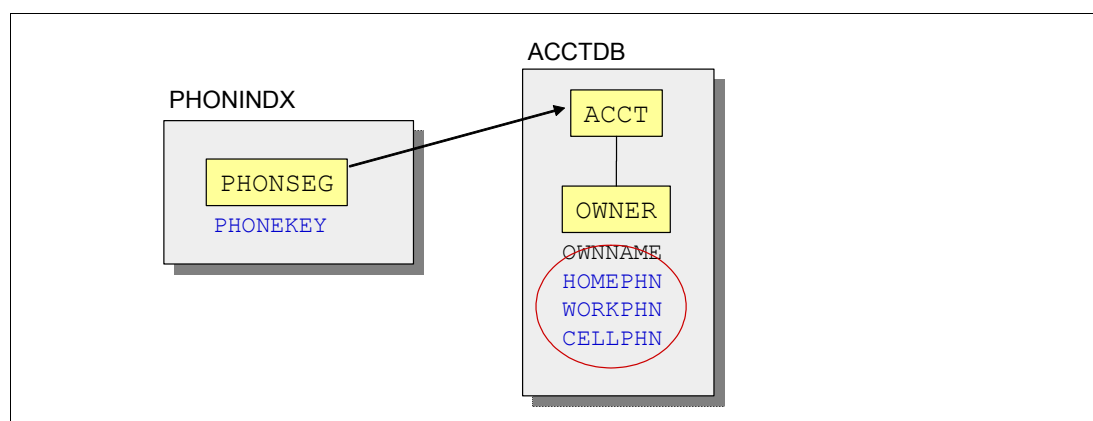 ACCTDB
PHONINDX
ACCT
PHONSEG
PHONEKEY
OWNER
OWNNAME
HOMEPHN
WORKPHN
CELLPHN